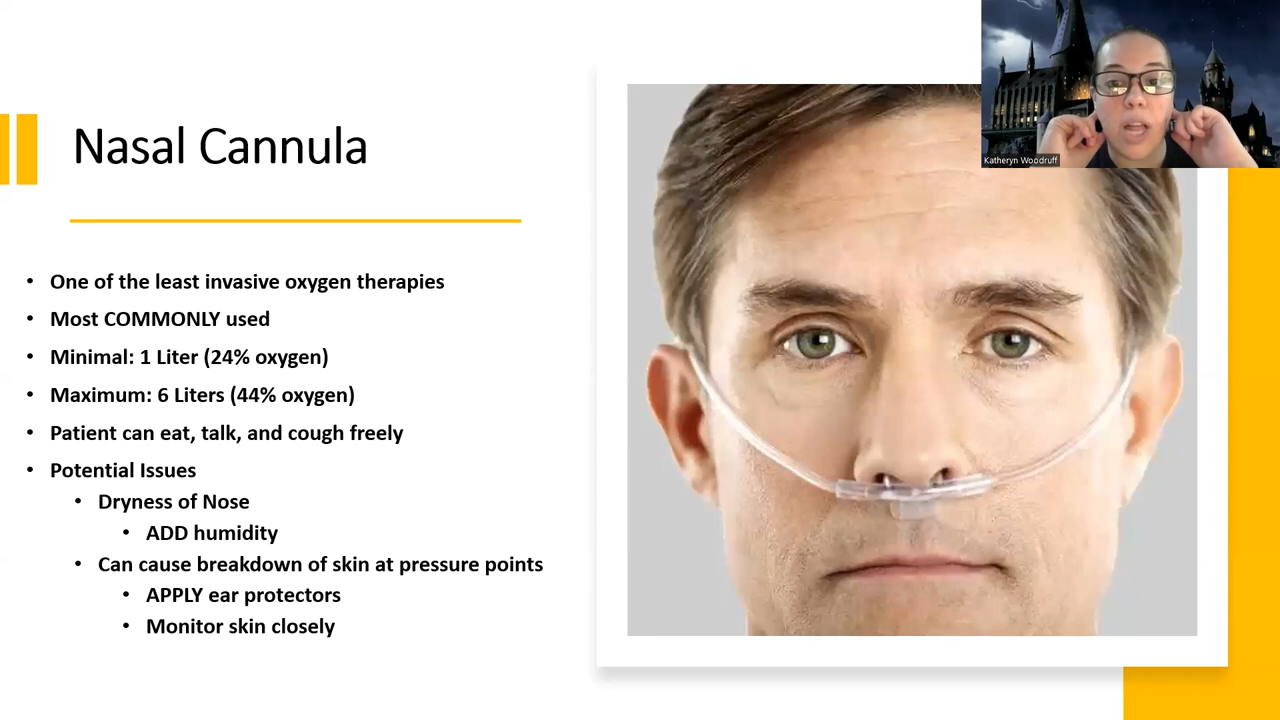 Nasal Cannula
• One of the least invasive oxygen therapies
• Most COMMONLY used
• Minimal: 1 Liter (24% oxygen)
• Maximum: 6 Liters (44% oxygen)
• Patient can eat, talk, and cough freely
• Potential Issues
• Dryness of Nose
• ADD humidity
• Can cause breakdown of skin at pressure points
• APPLY ear protectors
• Monitor skin closely
Katheryn Woodruff